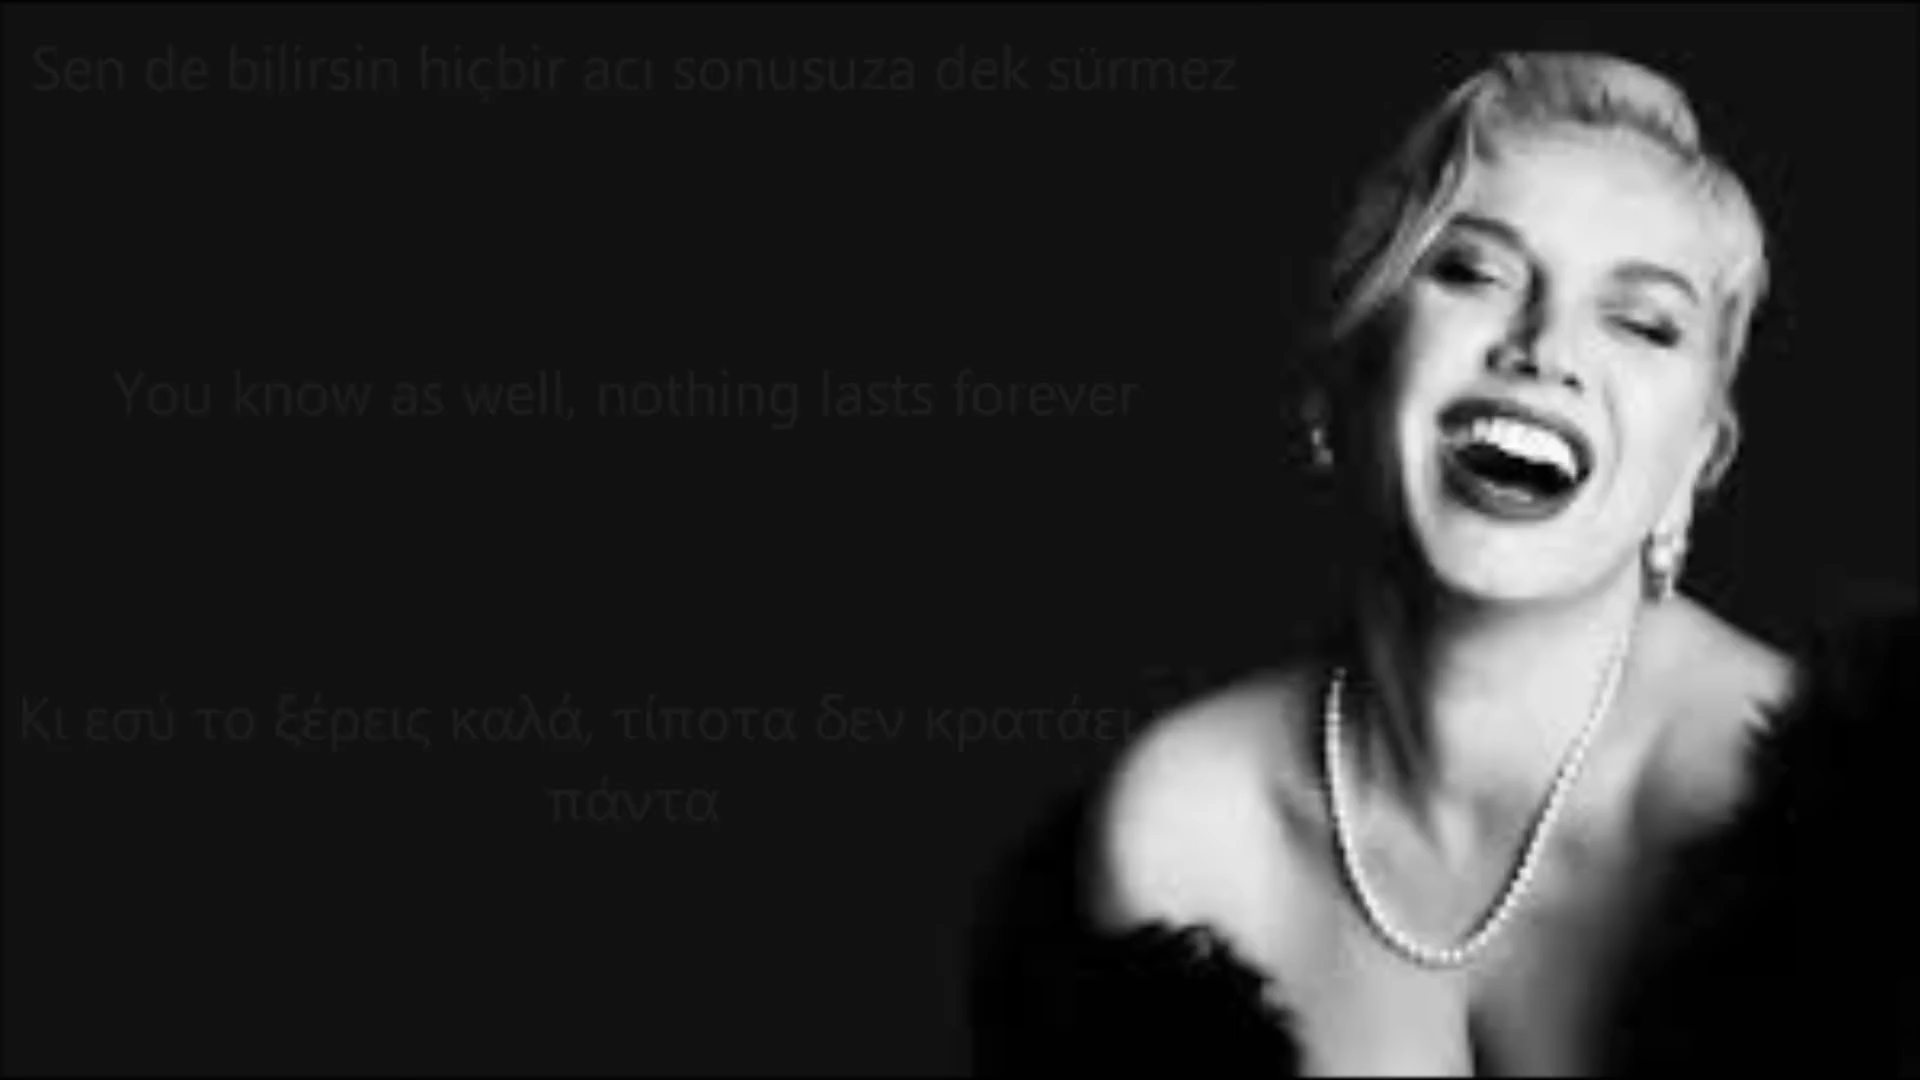 Sen de bilirsin hiçbir acı sonusuza dek sürmez
You know as well, nothing lasts forever
Κι εσύ το ξέρεις καλά, τίποτα δεν κρατάει
πάντα